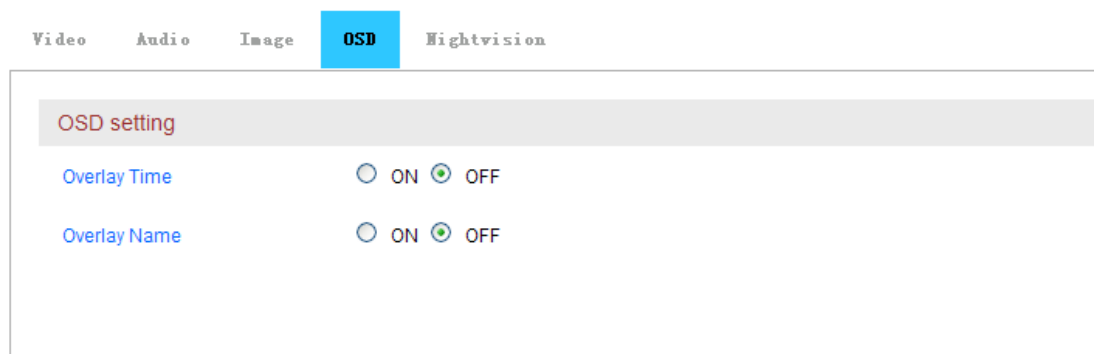 Video Audio Image OSD Nightvision
OSD setting
Overlay Time ON OFF
Overlay Name ON OFF